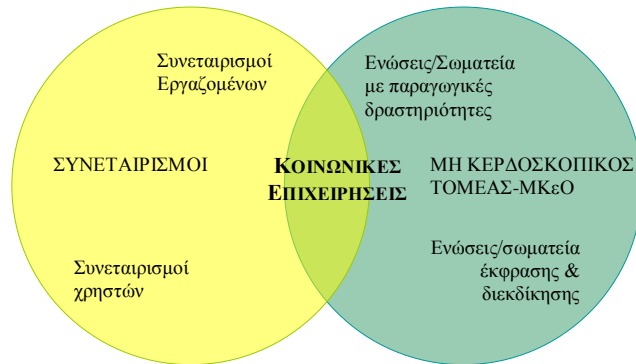 Συνεταιρισμοί
Εργαζομένων
Ενώσεις/Σωματεία
με παραγωγικές
δραστηριότητες
ΣΥΝΕΤΑΙΡΙΣΜΟΙ
ΚΟΙΝΩΝΙΚΕΣ
ΕΠΙΧΕΙΡΗΣΕΙΣ
ΜΗ ΚΕΡΔΟΣΚΟΠΙΚΟΣ
ΤΟΜΕΑΣ-ΜΚεΟ
Συνεταιρισμοί
χρηστών
Ενώσεις/σωματεία
έκφρασης &
διεκδίκησης